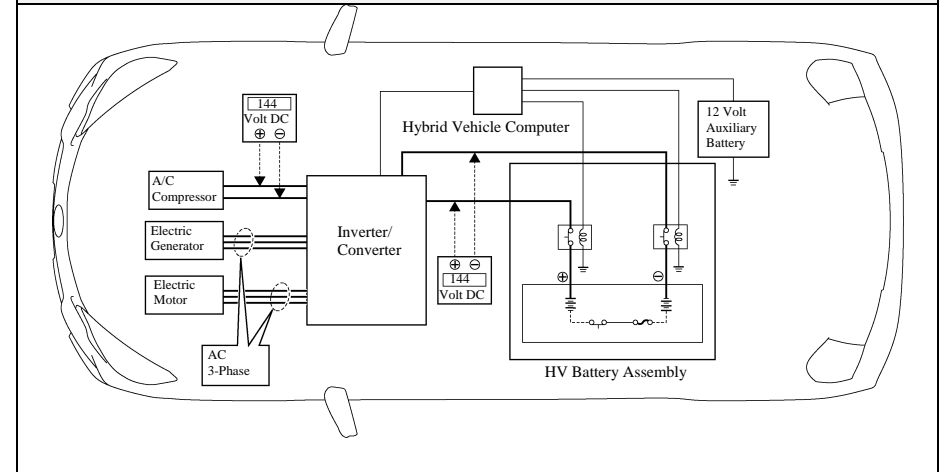 144
Volt DC
⊕ ⊖
Hybrid Vehicle Computer
12 Volt
Auxiliary
Battery
A/C
Compressor
Electric
Generator
Inverter/
Converter
Electric
Motor
⊕ ⊖
144
Volt DC
⊕ ⊖
AC
3-Phase
HV Battery Assembly